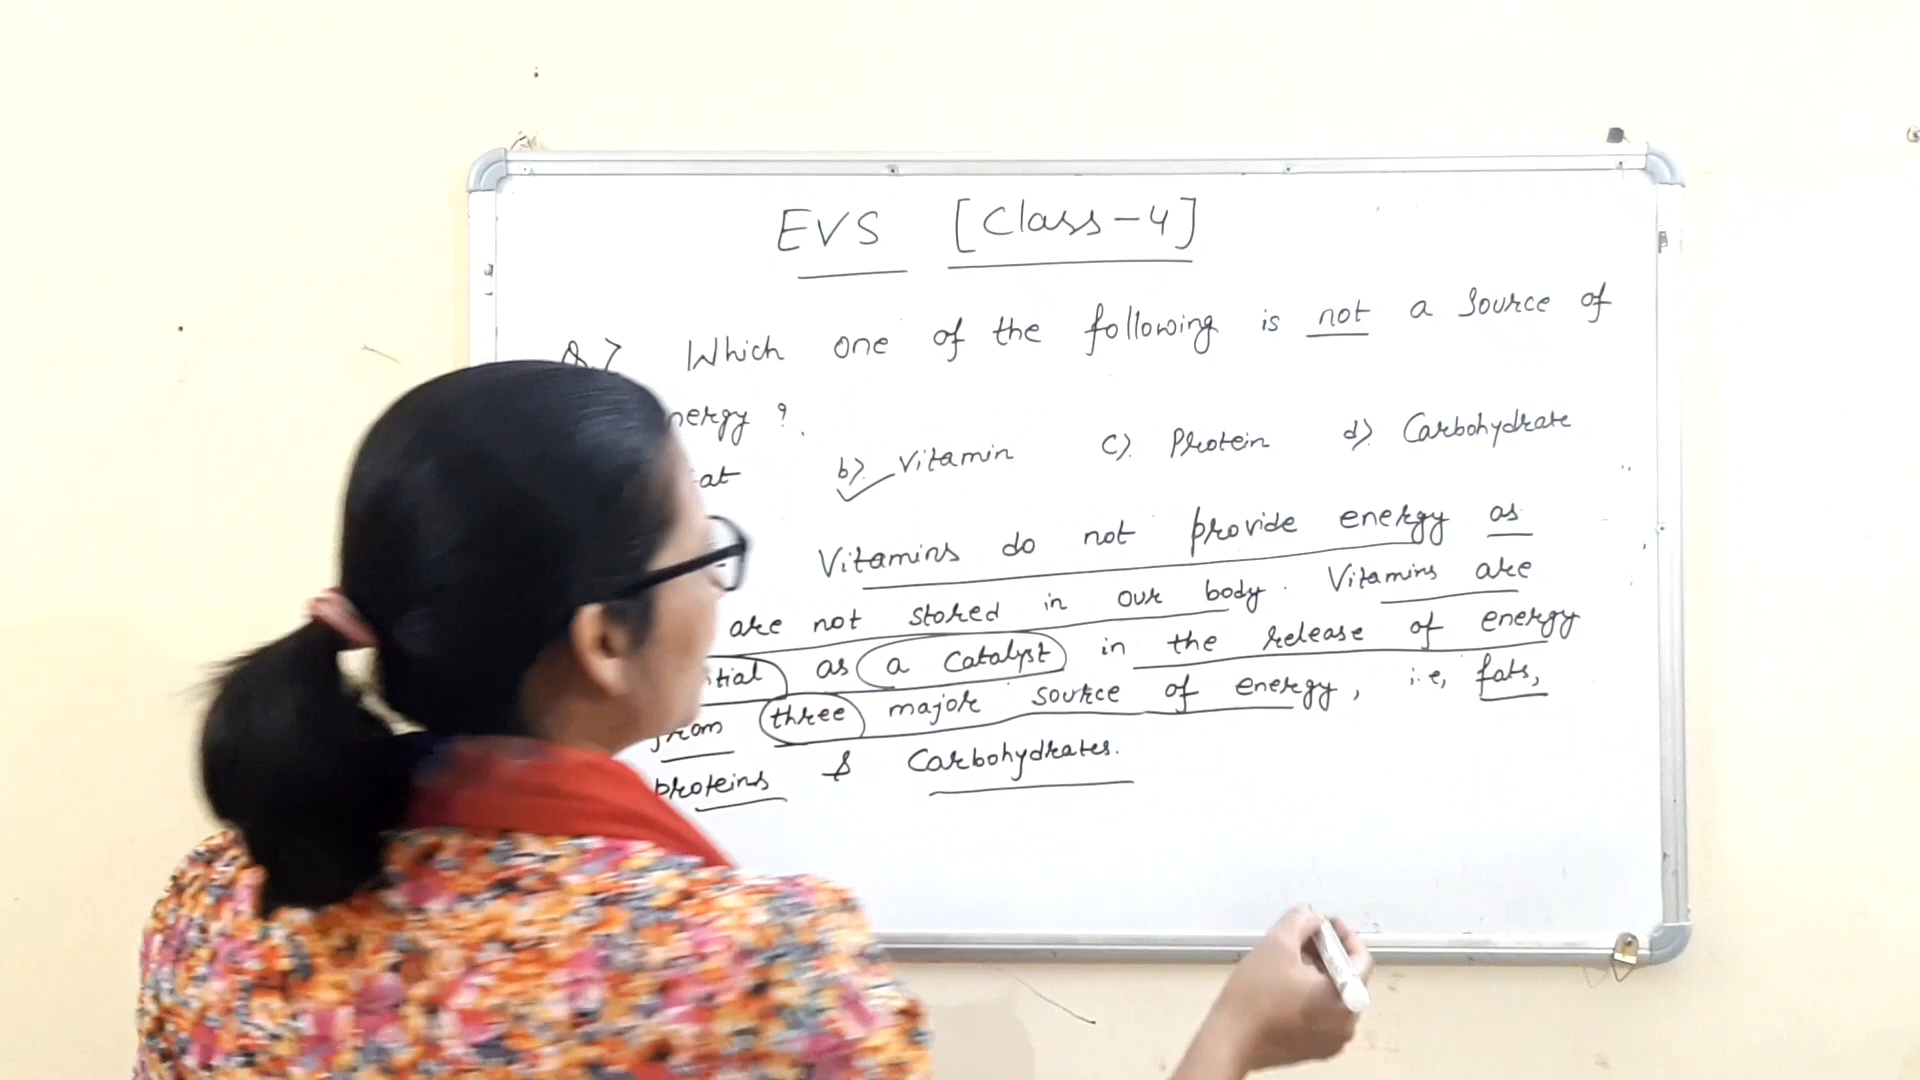 EVS [Class-4]
Q.7 Which one of the following is not a source of
nergy ?
at b). Vitamin c). Protein d). Carbohydrate
Vitamins do not provide energy as
are not stored in our body. Vitamins are
tial as a catalyst in the release of energy
from three major source of energy, i.e, fats,
proteins & Carbohydrates.